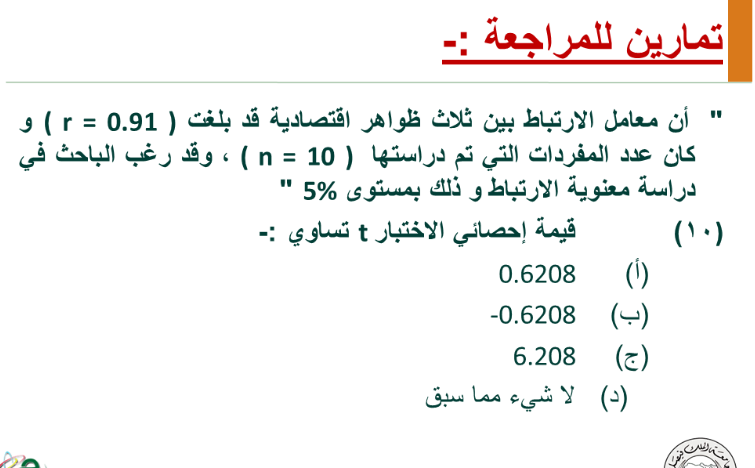 تمارين للمراجعة :-
" أن معامل الارتباط بين ثلاث ظواهر اقتصادية قد بلغت ( r = 0.91 ) و
كان عدد المفردات التي تم دراستها ( n = 10 ) ، وقد رغب الباحث في
دراسة معنوية الارتباط و ذلك بمستوى 5% "
(١٠) قيمة إحصائي الاختبار t تساوي :-
(أ) 0.6208
(ب) -0.6208
(ج) 6.208
(د) لا شيء مما سبق